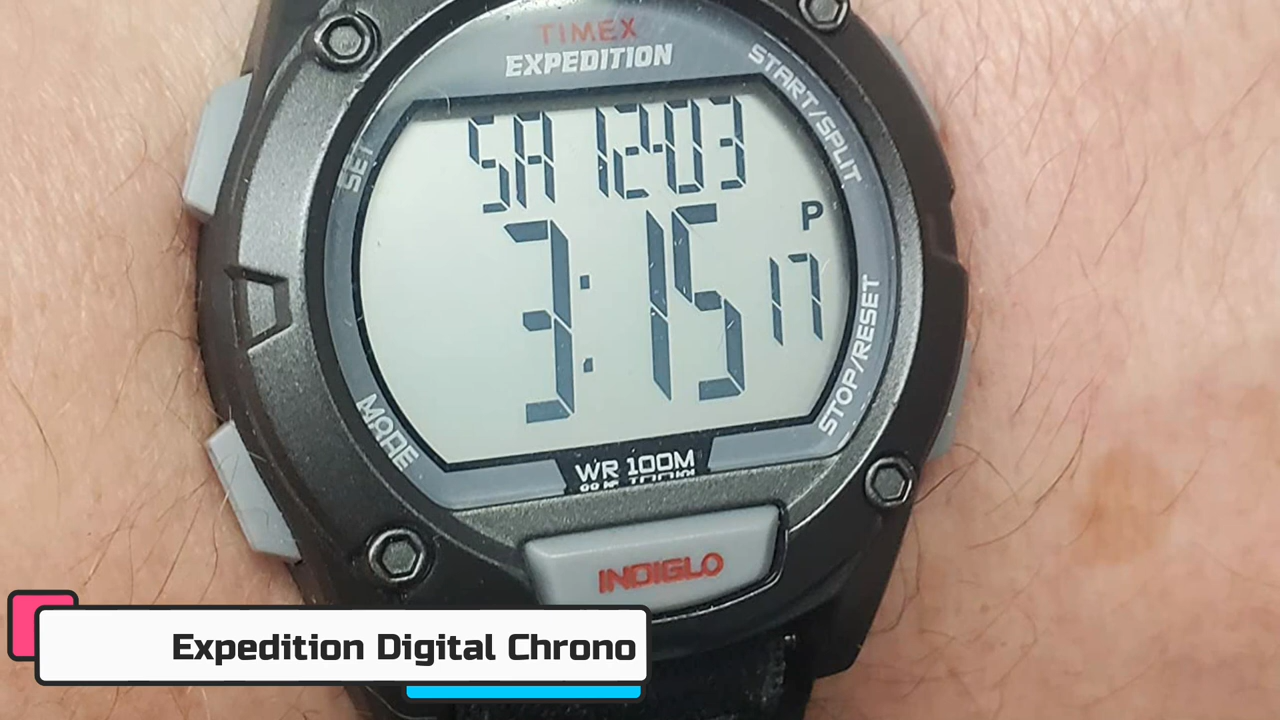 TIMEX
EXPEDITION
START/SPLIT
SET
SA 12-03
P
3:15 17
STOP/RESET
MODE
WR 100M
INDIGLO
Expedition Digital Chrono